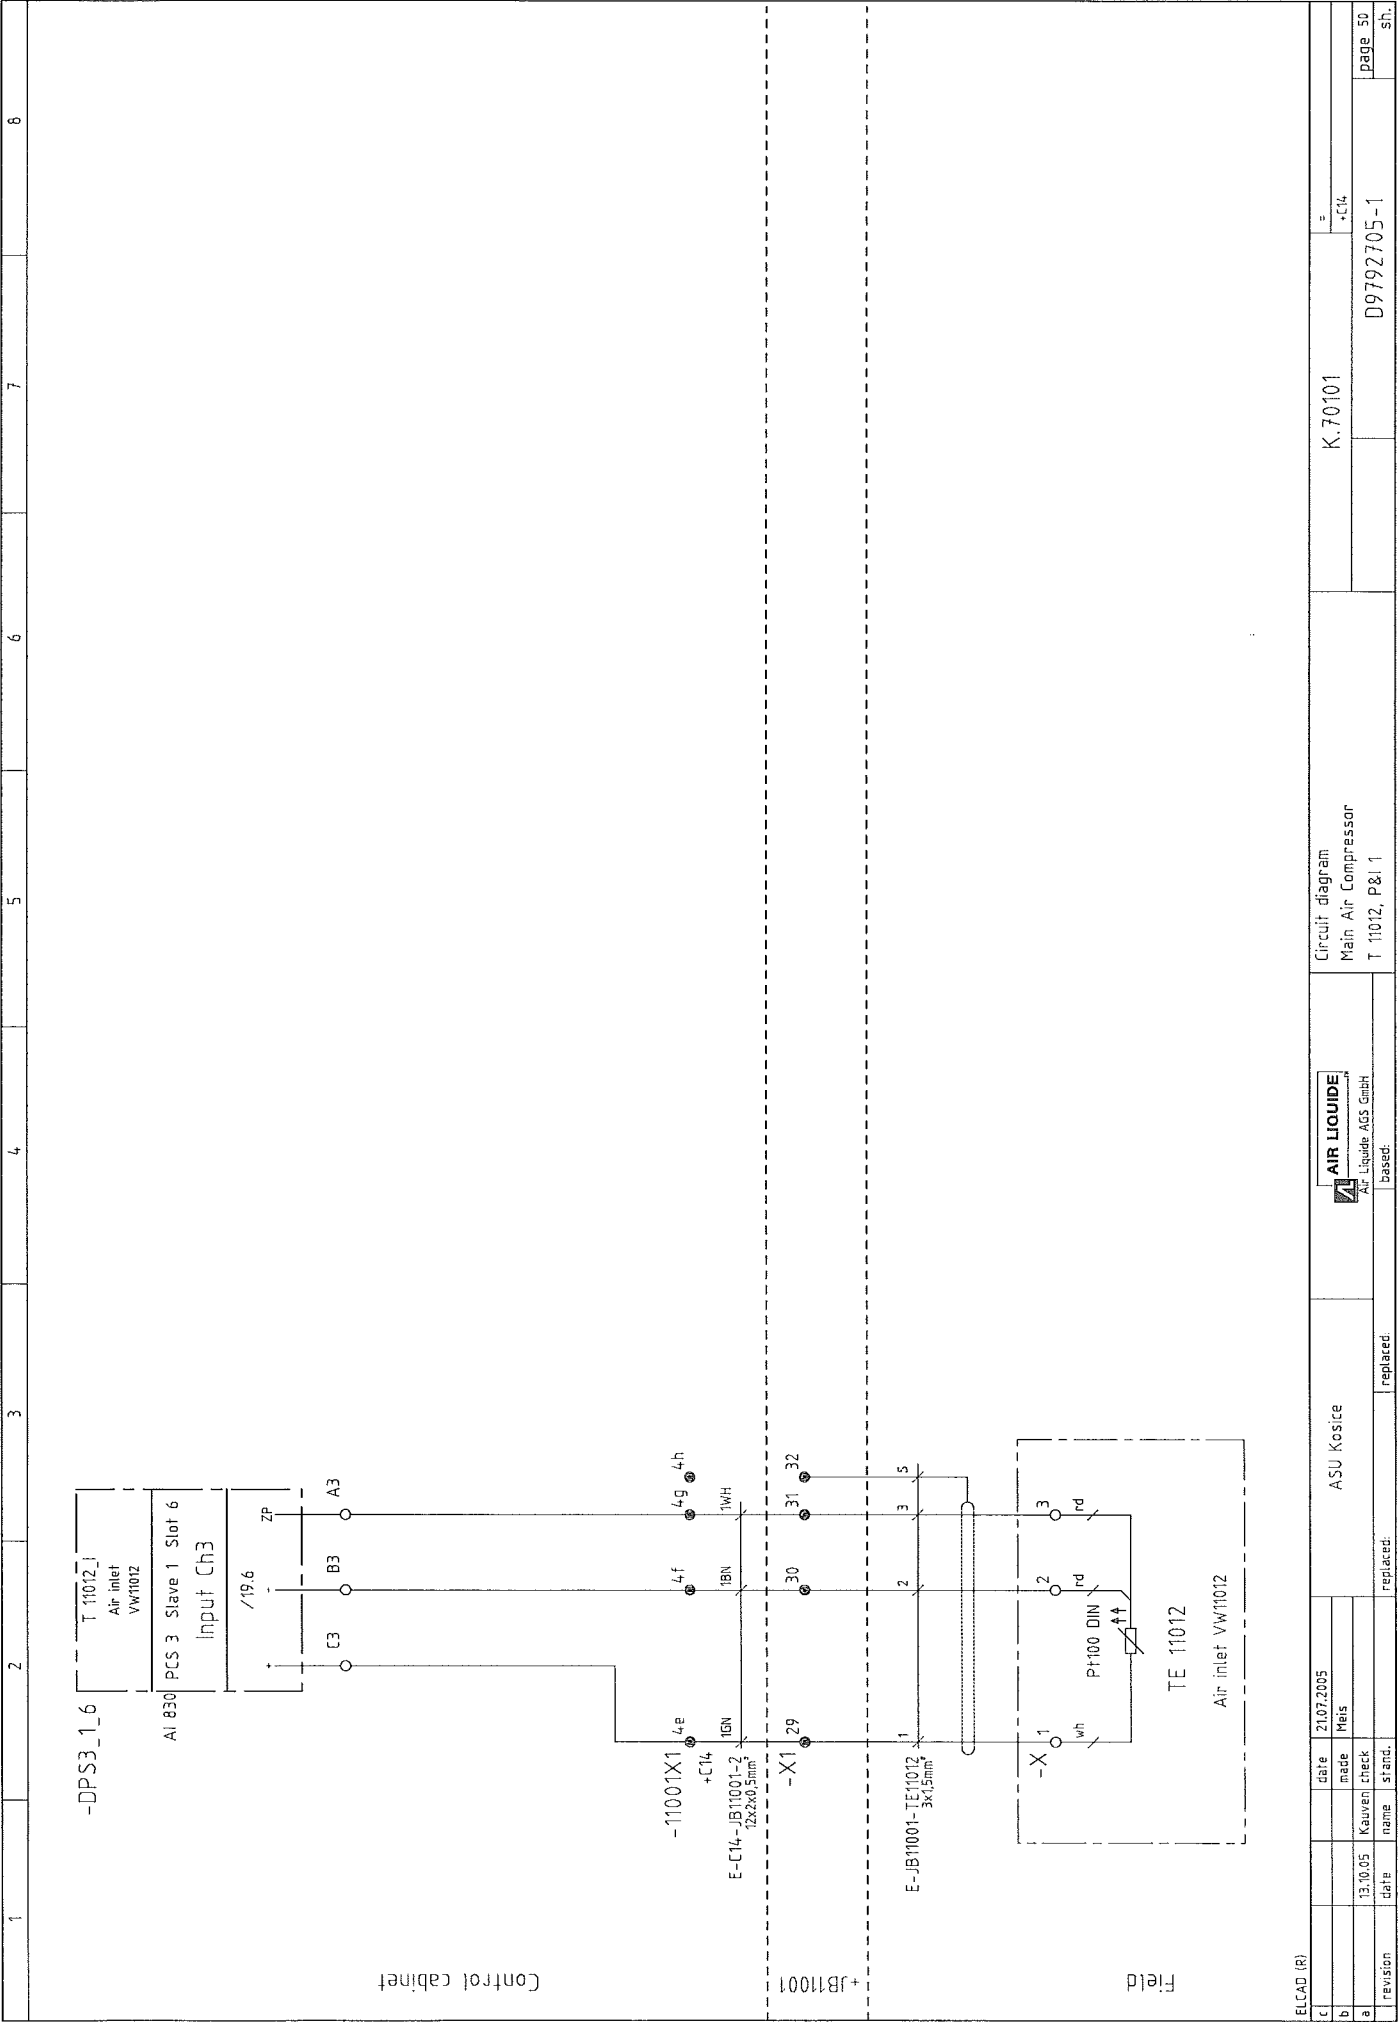 1 2 3 4 5 6 7 8
-DPS3_1_6
T 11012_I
Air inlet
VW11012
AI 830 PCS 3 Slave 1 Slot 6
Input Ch3
/19.6
+ - ZP
C3 B3 A3
Control cabinet
-11001X1 4e 4f 4g 4h
+C14
1GN 1BN 1WH
E-C14-JB11001-2
12x2x0,5mm²
+JB11001
-X1 29 30 31 32
1 2 3 5
E-JB11001-TE11012
3x1,5mm²
Field
-X 1 2 3
wh rd rd
Pt100 DIN
TE 11012
Air inlet VW11012
ELCAD (R)
c date 21.07.2005
b made Meis
a 13.10.05 Kauven check
revision date name stand.
ASU Kosice
replaced: replaced: based:
AIR LIQUIDE
Air Liquide AGS GmbH
Circuit diagram
Main Air Compressor
T 11012, P&I 1
K.70101
=
+C14
D9792705-1
page 50
sh.